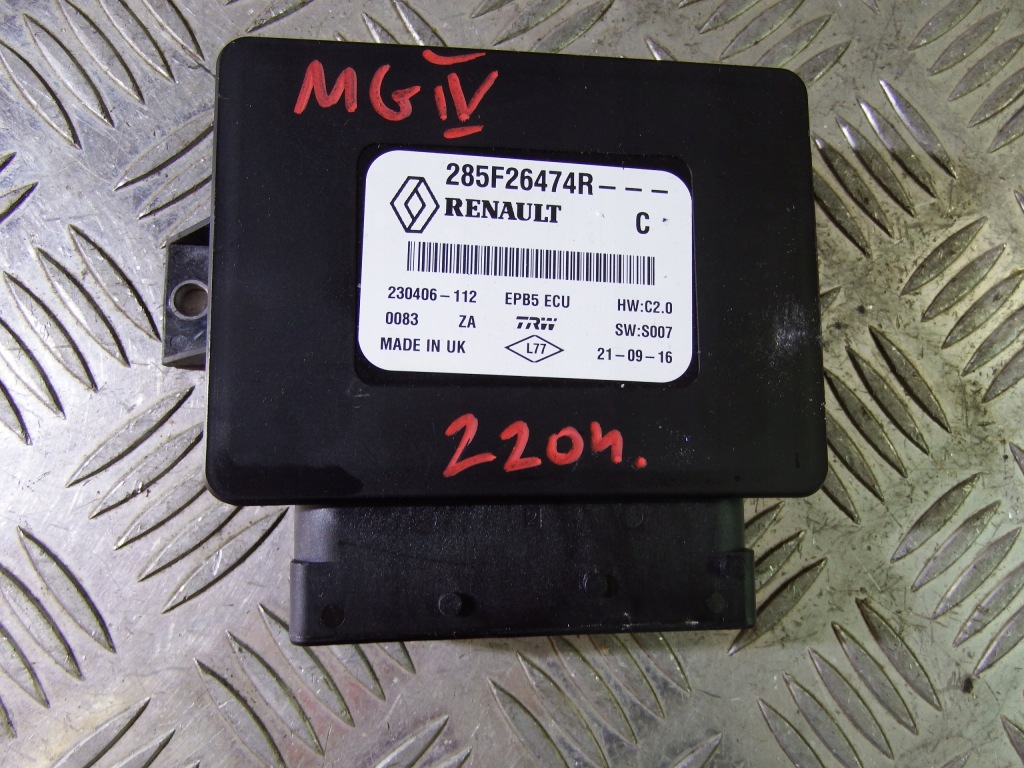 MG IV
285F26474R---
RENAULT C
230406-112 EPB5 ECU HW:C2.0
0083 ZA TRW SW:S007
MADE IN UK L77 21-09-16
220n.